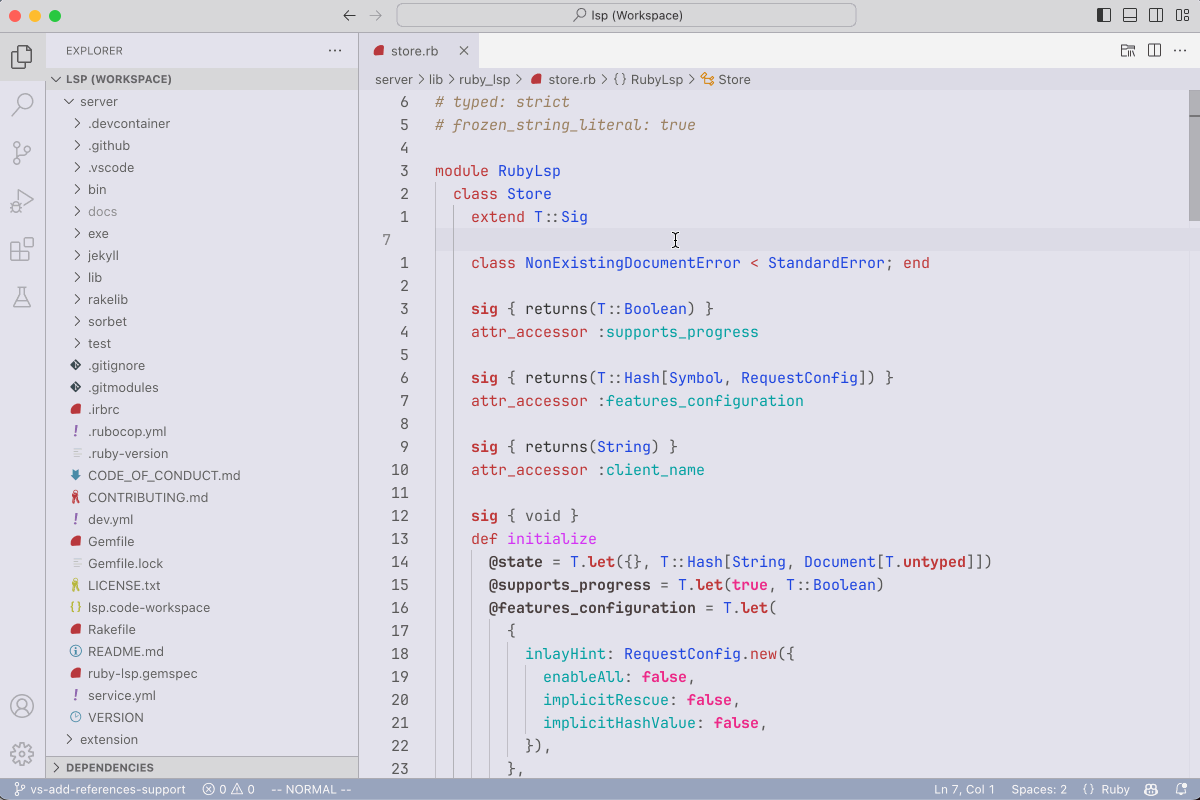 lsp (Workspace)
EXPLORER
LSP (WORKSPACE)
server
.devcontainer
.github
.vscode
bin
docs
exe
jekyll
lib
rakelib
sorbet
test
.gitignore
.gitmodules
.irbrc
.rubocop.yml
.ruby-version
CODE_OF_CONDUCT.md
CONTRIBUTING.md
dev.yml
Gemfile
Gemfile.lock
LICENSE.txt
lsp.code-workspace
Rakefile
README.md
ruby-lsp.gemspec
service.yml
VERSION
extension
DEPENDENCIES
store.rb
server > lib > ruby_lsp > store.rb > {} RubyLsp > Store
6 # typed: strict
5 # frozen_string_literal: true
4
3 module RubyLsp
2 class Store
1 extend T::Sig
7
1 class NonExistingDocumentError < StandardError; end
2
3 sig { returns(T::Boolean) }
4 attr_accessor :supports_progress
5
6 sig { returns(T::Hash[Symbol, RequestConfig]) }
7 attr_accessor :features_configuration
8
9 sig { returns(String) }
10 attr_accessor :client_name
11
12 sig { void }
13 def initialize
14 @state = T.let({}, T::Hash[String, Document[T.untyped]])
15 @supports_progress = T.let(true, T::Boolean)
16 @features_configuration = T.let(
17 {
18 inlayHint: RequestConfig.new({
19 enableAll: false,
20 implicitRescue: false,
21 implicitHashValue: false,
22 }),
23 },
vs-add-references-support 0 0 -- NORMAL -- Ln 7, Col 1 Spaces: 2 {} Ruby